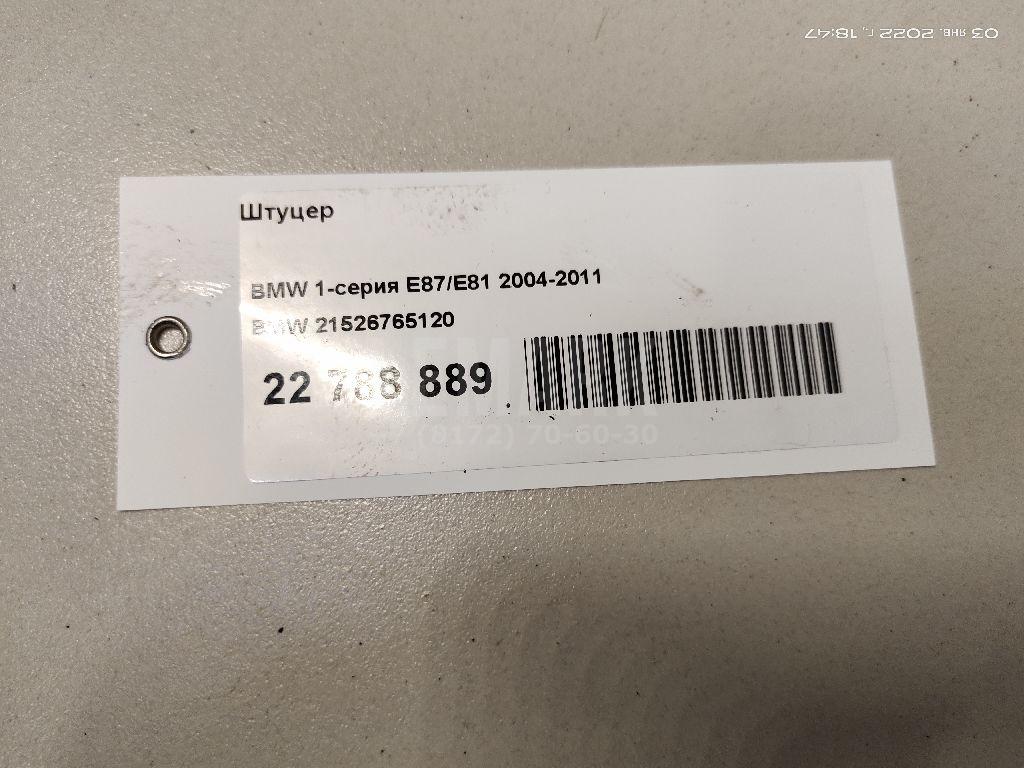 03 янв. 2022 г., 18:47
Штуцер
BMW 1-серия E87/E81 2004-2011
BMW 21526765120
22 788 889
(8172) 70-60-30